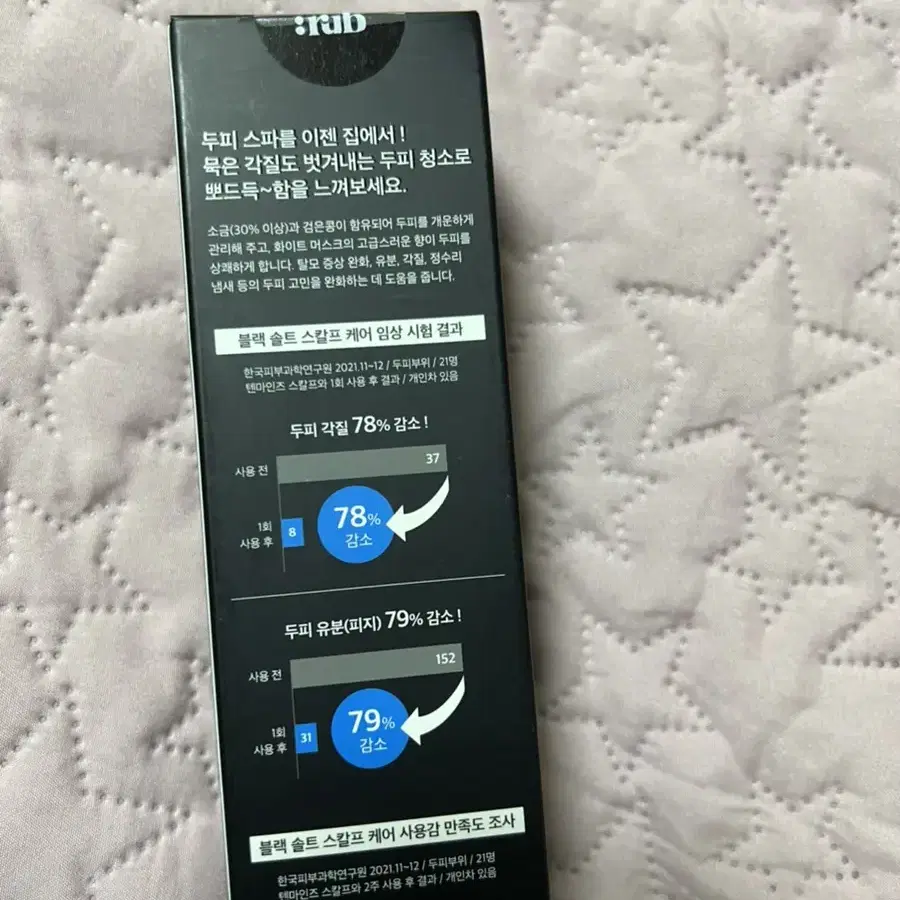 :rub
두피 스파를 이젠 집에서 !
묵은 각질도 벗겨내는 두피 청소로
뽀드득~함을 느껴보세요.
소금(30% 이상)과 검은콩이 함유되어 두피를 개운하게
관리해 주고, 화이트 머스크의 고급스러운 향이 두피를
상쾌하게 합니다. 탈모 증상 완화, 유분, 각질, 정수리
냄새 등의 두피 고민을 완화하는 데 도움을 줍니다.
블랙 솔트 스칼프 케어 임상 시험 결과
한국피부과학연구원 2021.11~12 / 두피부위 / 21명
텐마인즈 스칼프와 1회 사용 후 결과 / 개인차 있음
두피 각질 78% 감소 !
사용 전
37
1회
사용 후
8
78%
감소
두피 유분(피지) 79% 감소 !
사용 전
152
1회
사용 후
31
79%
감소
블랙 솔트 스칼프 케어 사용감 만족도 조사
한국피부과학연구원 2021.11~12 / 두피부위 / 21명
텐마인즈 스칼프와 2주 사용 후 결과 / 개인차 있음